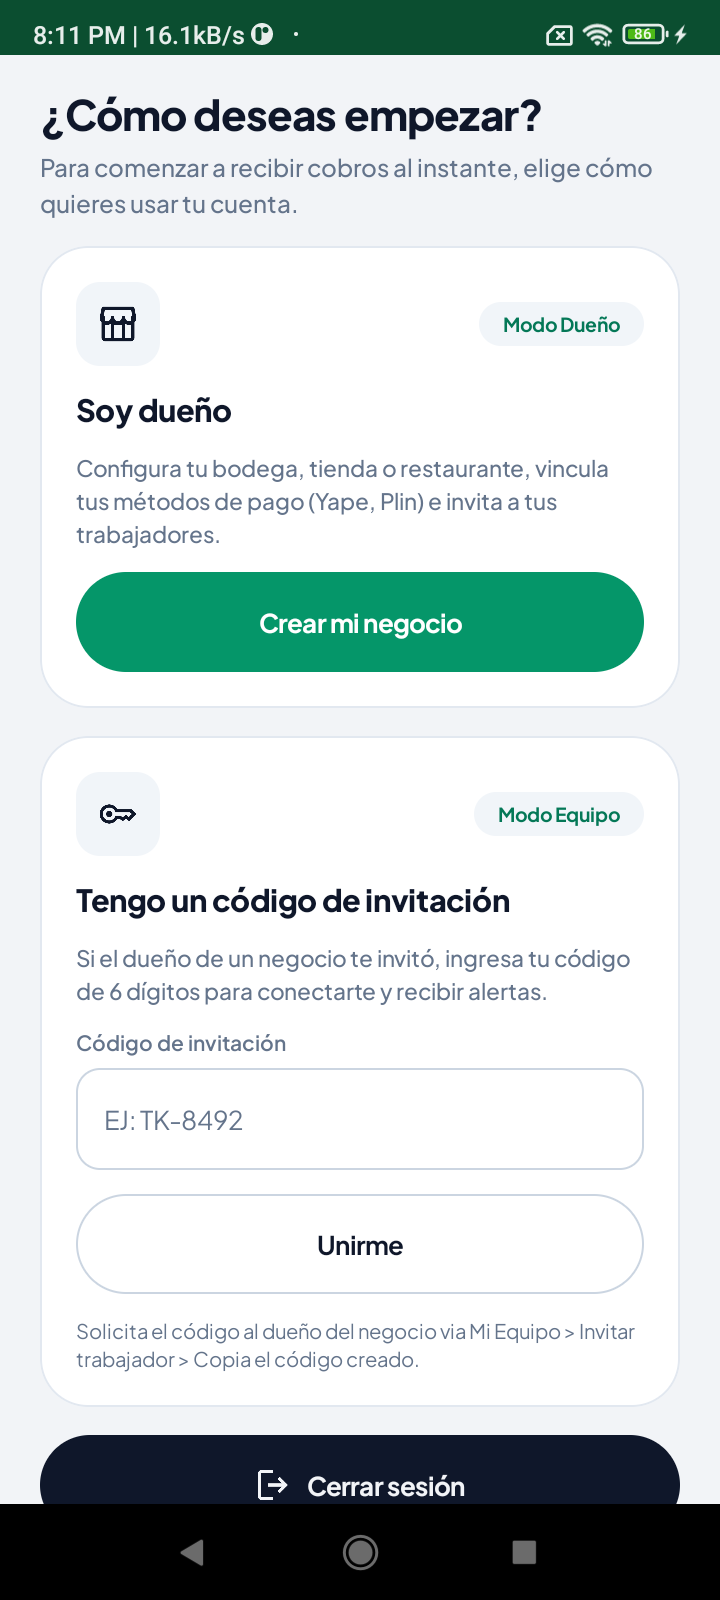 8:11 PM | 16.1kB/s
86
¿Cómo deseas empezar?
Para comenzar a recibir cobros al instante, elige cómo
quieres usar tu cuenta.
Modo Dueño
Soy dueño
Configura tu bodega, tienda o restaurante, vincula
tus métodos de pago (Yape, Plin) e invita a tus
trabajadores.
Crear mi negocio
Modo Equipo
Tengo un código de invitación
Si el dueño de un negocio te invitó, ingresa tu código
de 6 dígitos para conectarte y recibir alertas.
Código de invitación
EJ: TK-8492
Unirme
Solicita el código al dueño del negocio via Mi Equipo > Invitar
trabajador > Copia el código creado.
Cerrar sesión